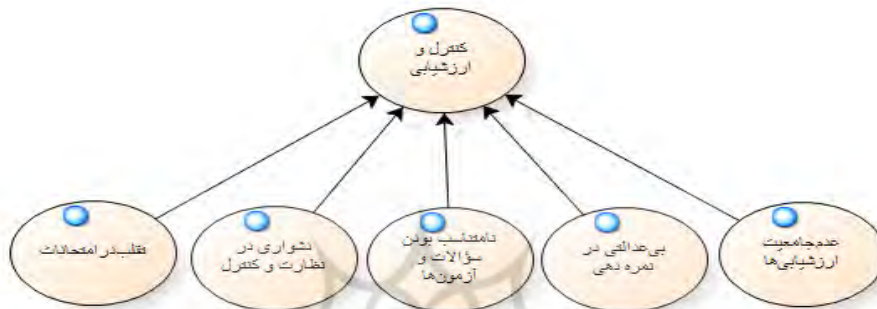 کنترل و
ارزشیابی
عدم‌جامعیت
ارزشیابی‌ها
بی‌عدالتی در
نمره دهی
نامتناسب بودن
سؤالات و
آزمون‌ها
دشواری در
نظارت و کنترل
تقلب‌در امتحانات